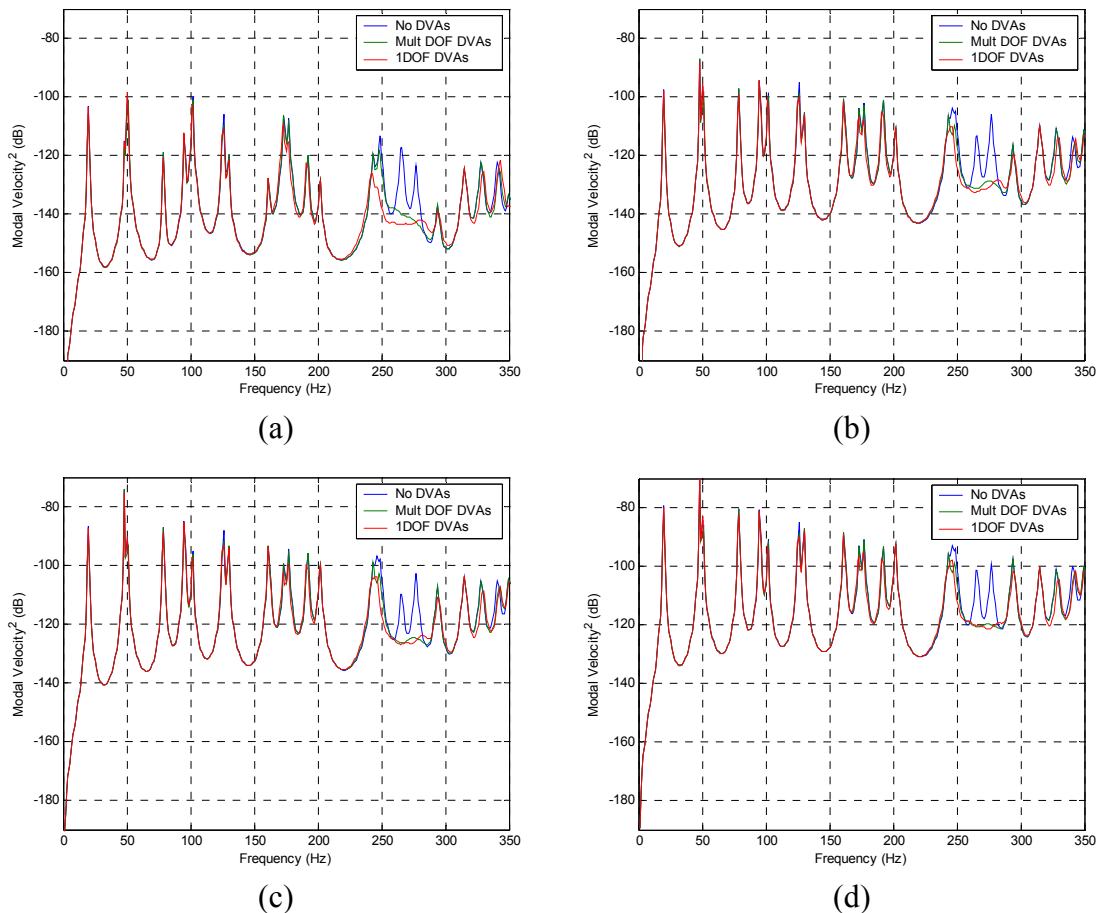 No DVAs
Mult DOF DVAs
1DOF DVAs
-80
-100
-120
-140
-160
-180
Modal Velocity² (dB)
0 50 100 150 200 250 300 350
Frequency (Hz)
(a)
No DVAs
Mult DOF DVAs
1DOF DVAs
-80
-100
-120
-140
-160
-180
Modal Velocity² (dB)
0 50 100 150 200 250 300 350
Frequency (Hz)
(b)
No DVAs
Mult DOF DVAs
1DOF DVAs
-80
-100
-120
-140
-160
-180
Modal Velocity² (dB)
0 50 100 150 200 250 300 350
Frequency (Hz)
(c)
No DVAs
Mult DOF DVAs
1DOF DVAs
-80
-100
-120
-140
-160
-180
Modal Velocity² (dB)
0 50 100 150 200 250 300 350
Frequency (Hz)
(d)